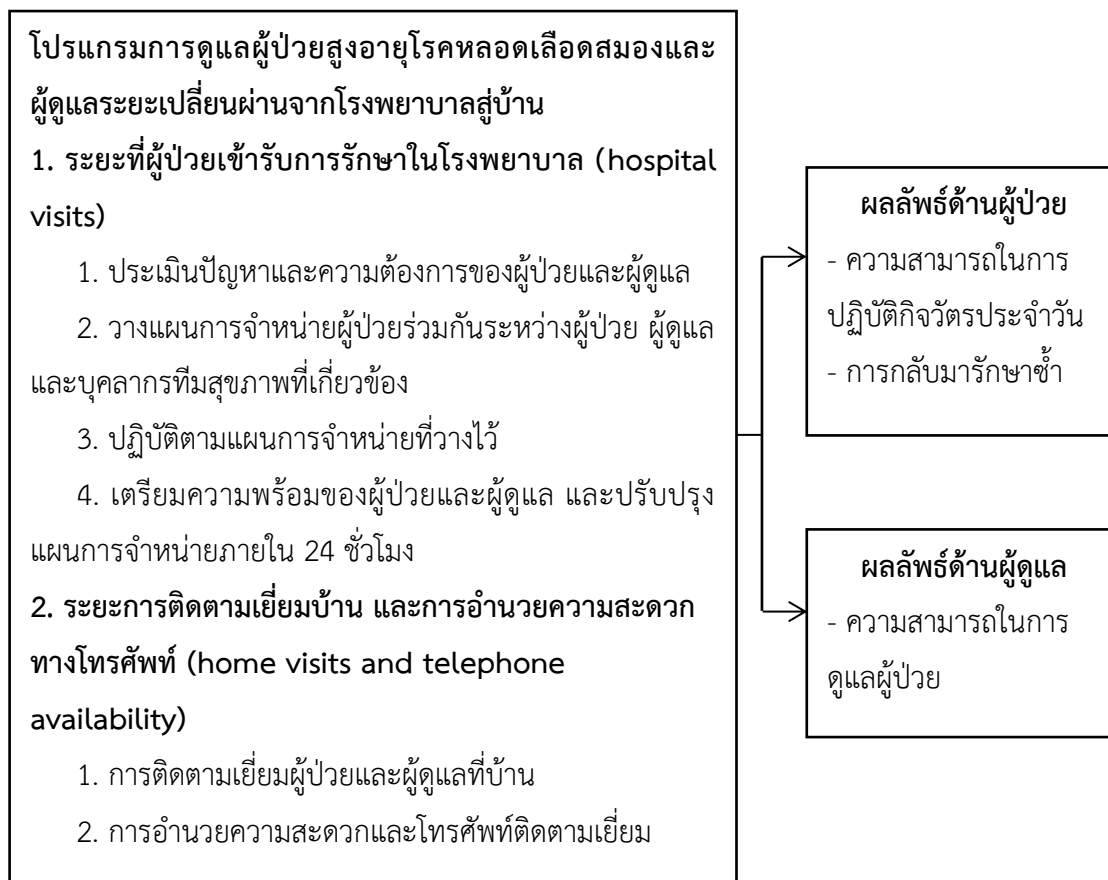 โปรแกรมการดูแลผู้ป่วยสูงอายุโรคหลอดเลือดสมองและ
ผู้ดูแลระยะเปลี่ยนผ่านจากโรงพยาบาลสู่บ้าน
1. ระยะที่ผู้ป่วยเข้ารับการรักษาในโรงพยาบาล (hospital
visits)
1. ประเมินปัญหาและความต้องการของผู้ป่วยและผู้ดูแล
2. วางแผนการจำหน่ายผู้ป่วยร่วมกันระหว่างผู้ป่วย ผู้ดูแล
และบุคลากรทีมสุขภาพที่เกี่ยวข้อง
3. ปฏิบัติตามแผนการจำหน่ายที่วางไว้
4. เตรียมความพร้อมของผู้ป่วยและผู้ดูแล และปรับปรุง
แผนการจำหน่ายภายใน 24 ชั่วโมง
2. ระยะการติดตามเยี่ยมบ้าน และการอำนวยความสะดวก
ทางโทรศัพท์ (home visits and telephone
availability)
1. การติดตามเยี่ยมผู้ป่วยและผู้ดูแลที่บ้าน
2. การอำนวยความสะดวกและโทรศัพท์ติดตามเยี่ยม
ผลลัพธ์ด้านผู้ป่วย
- ความสามารถในการ
ปฏิบัติกิจวัตรประจำวัน
- การกลับมารักษาซ้ำ
ผลลัพธ์ด้านผู้ดูแล
- ความสามารถในการ
ดูแลผู้ป่วย